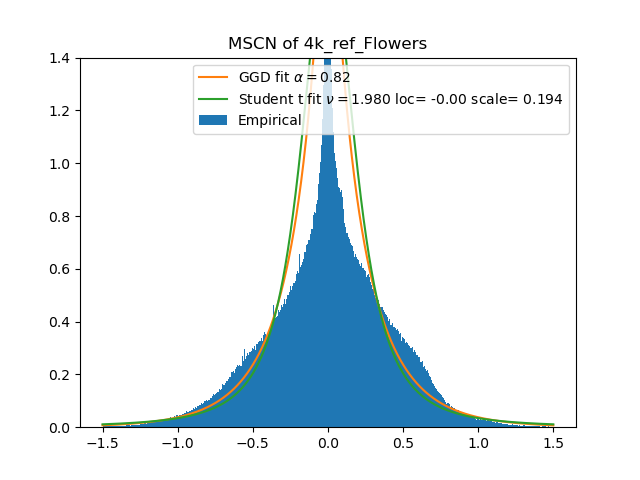 MSCN of 4k_ref_Flowers
GGD fit α = 0.82
Student t fit ν = 1.980 loc= -0.00 scale= 0.194
Empirical
1.4
1.2
1.0
0.8
0.6
0.4
0.2
0.0
−1.5 −1.0 −0.5 0.0 0.5 1.0 1.5